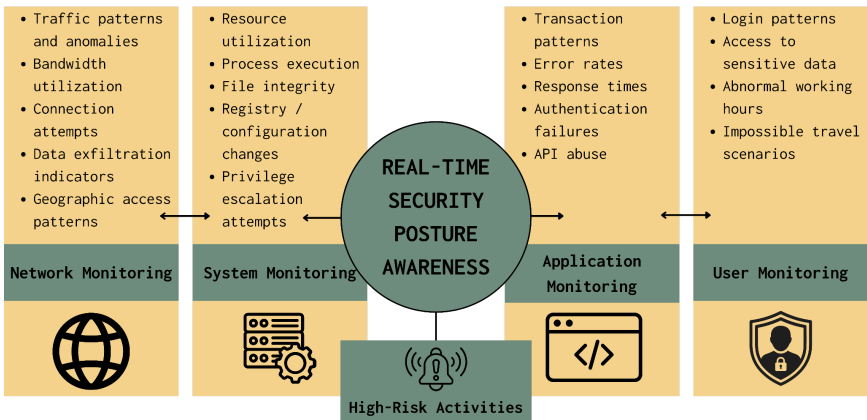 • Traffic patterns
and anomalies
• Bandwidth
utilization
• Connection
attempts
• Data exfiltration
indicators
• Geographic access
patterns
Network Monitoring
• Resource
utilization
• Process execution
• File integrity
• Registry /
configuration
changes
• Privilege
escalation
attempts
System Monitoring
REAL-TIME
SECURITY
POSTURE
AWARENESS
High-Risk Activities
• Transaction
patterns
• Error rates
• Response times
• Authentication
failures
• API abuse
Application
Monitoring
</>
• Login patterns
• Access to
sensitive data
• Abnormal working
hours
• Impossible travel
scenarios
User Monitoring